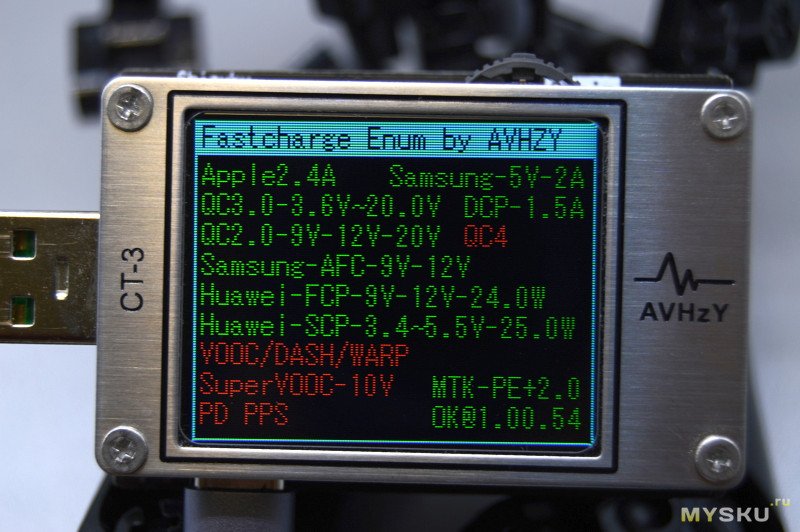 Fastcharge Enum by AVHZY
Apple2.4A Samsung-5V-2A
QC3.0-3.6V~20.0V DCP-1.5A
QC2.0-9V-12V-20V QC4
Samsung-AFC-9V-12V
Huawei-FCP-9V-12V-24.0W
Huawei-SCP-3.4~5.5V-25.0W
VOOC/DASH/WARP
SuperVOOC-10V MTK-PE+2.0
PD PPS OK@1.00.54
CT-3
AVHzY
MYSKU.ru